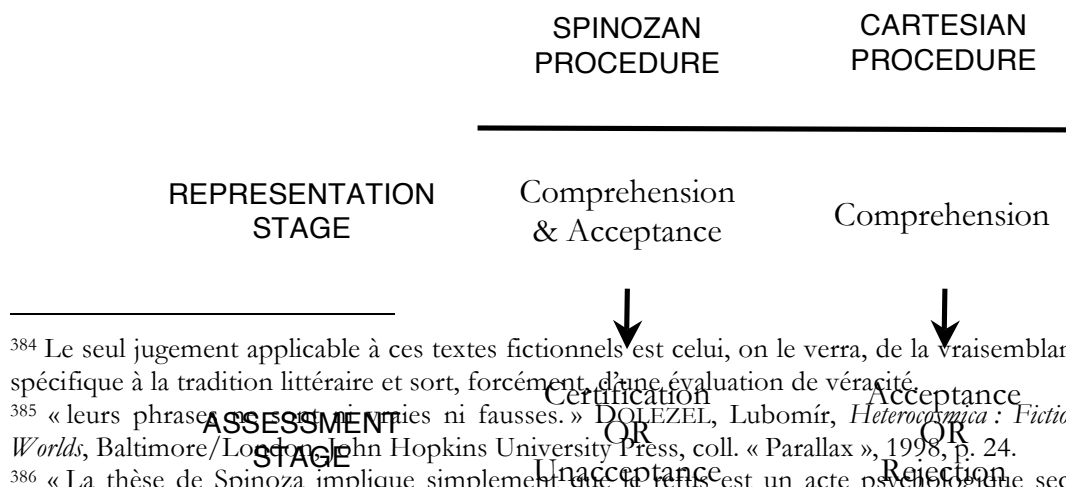 SPINOZAN CARTESIAN
PROCEDURE PROCEDURE
REPRESENTATION Comprehension Comprehension
STAGE & Acceptance
384 Le seul jugement applicable à ces textes fictionnels est celui, on le verra, de la vraisemblan
spécifique à la tradition littéraire et sort, forcément, d'une évaluation de véracité.
Certification Acceptance
385 « leurs phrases ne sont ni vraies ni fausses. » DOLEZEL, Lubomír, Heterocosmica : Fictio
ASSESSMENT OR OR
Worlds, Baltimore/London, John Hopkins University Press, coll. « Parallax », 1998, p. 24.
STAGE Unacceptance Rejection
386 « La thèse de Spinoza implique simplement que le refus est un acte psychologique sec